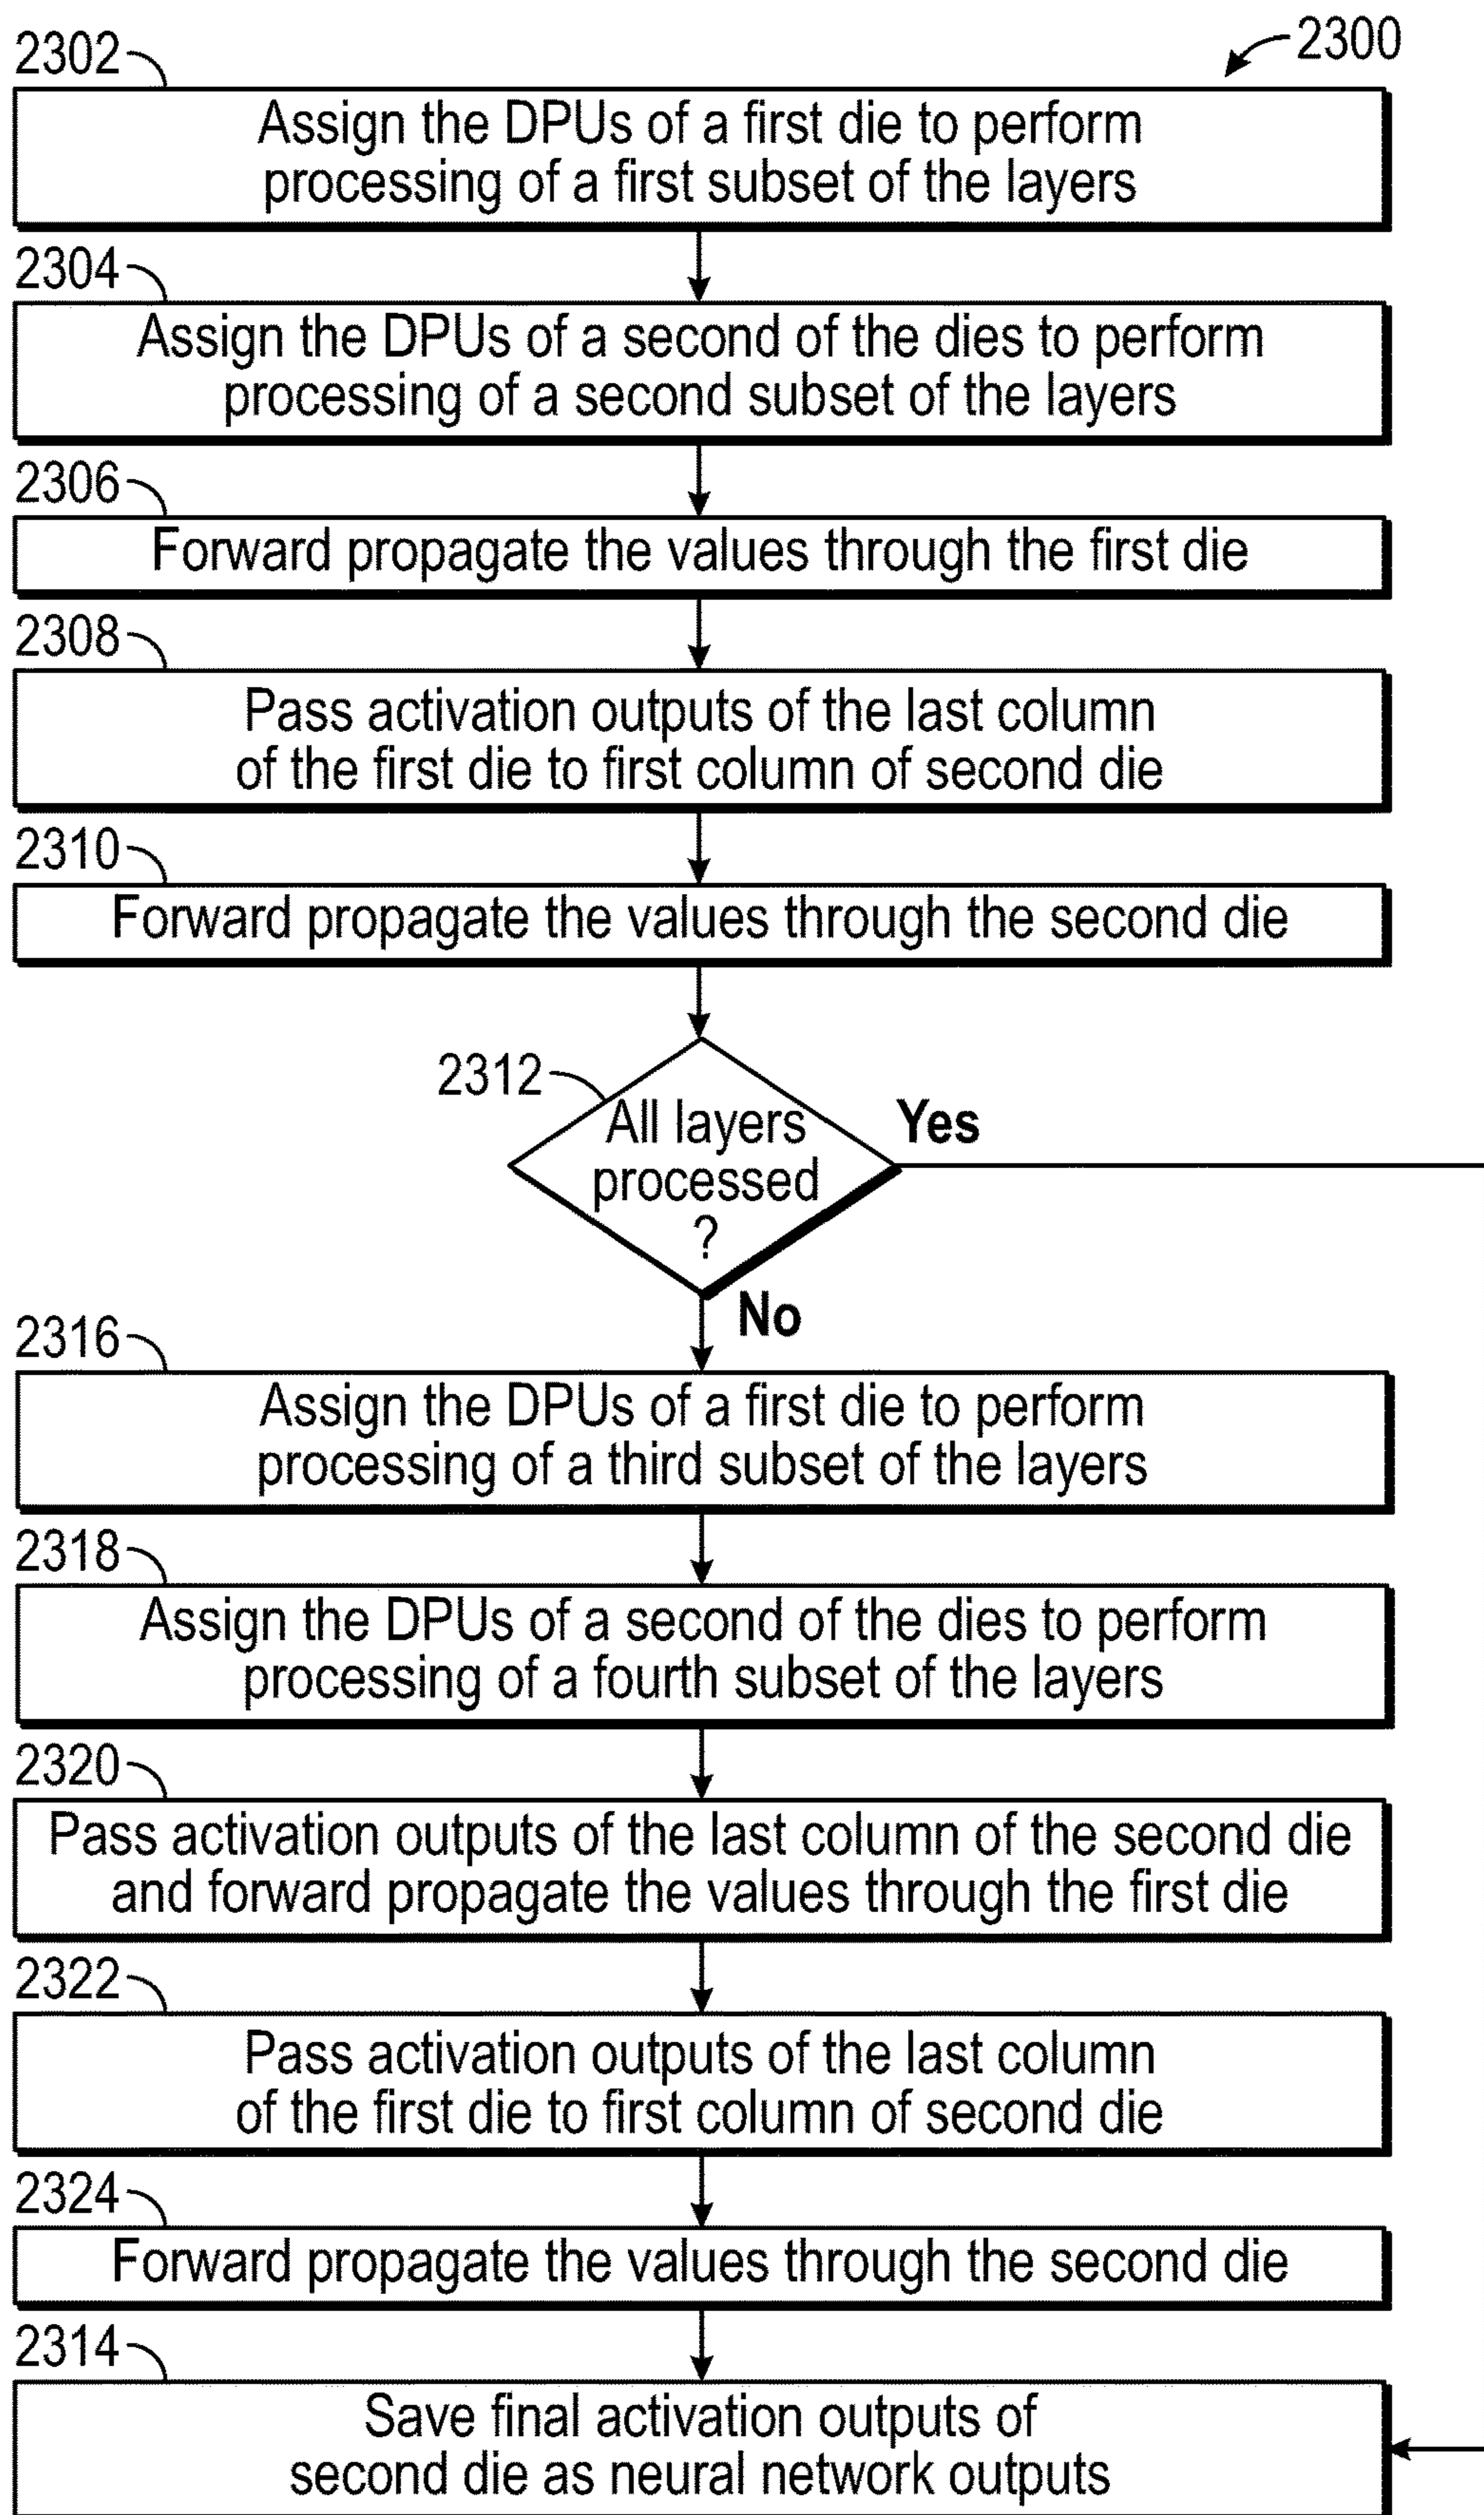 2300
2302
Assign the DPUs of a first die to perform
processing of a first subset of the layers
2304
Assign the DPUs of a second of the dies to perform
processing of a second subset of the layers
2306
Forward propagate the values through the first die
2308
Pass activation outputs of the last column
of the first die to first column of second die
2310
Forward propagate the values through the second die
2312
All layers
processed
?
Yes
No
2316
Assign the DPUs of a first die to perform
processing of a third subset of the layers
2318
Assign the DPUs of a second of the dies to perform
processing of a fourth subset of the layers
2320
Pass activation outputs of the last column of the second die
and forward propagate the values through the first die
2322
Pass activation outputs of the last column
of the first die to first column of second die
2324
Forward propagate the values through the second die
2314
Save final activation outputs of
second die as neural network outputs